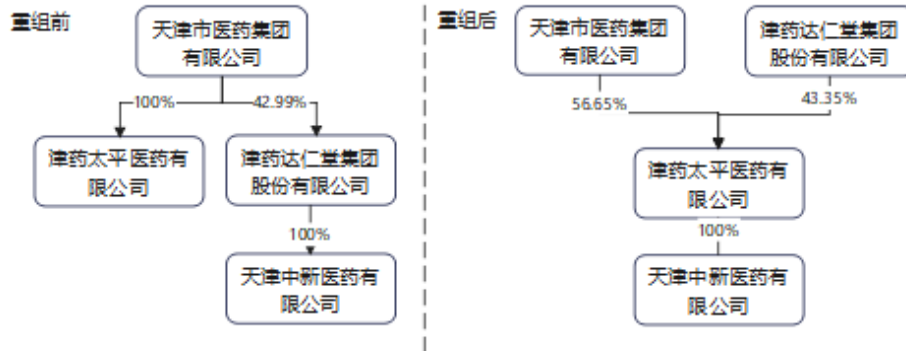 重组前
天津市医药集团
有限公司
100%
42.99%
津药太平医药有
限公司
津药达仁堂集团
股份有限公司
100%
天津中新医药有
限公司
重组后
天津市医药集团
有限公司
津药达仁堂集团
股份有限公司
56.65%
43.35%
津药太平医药有
限公司
100%
天津中新医药有
限公司